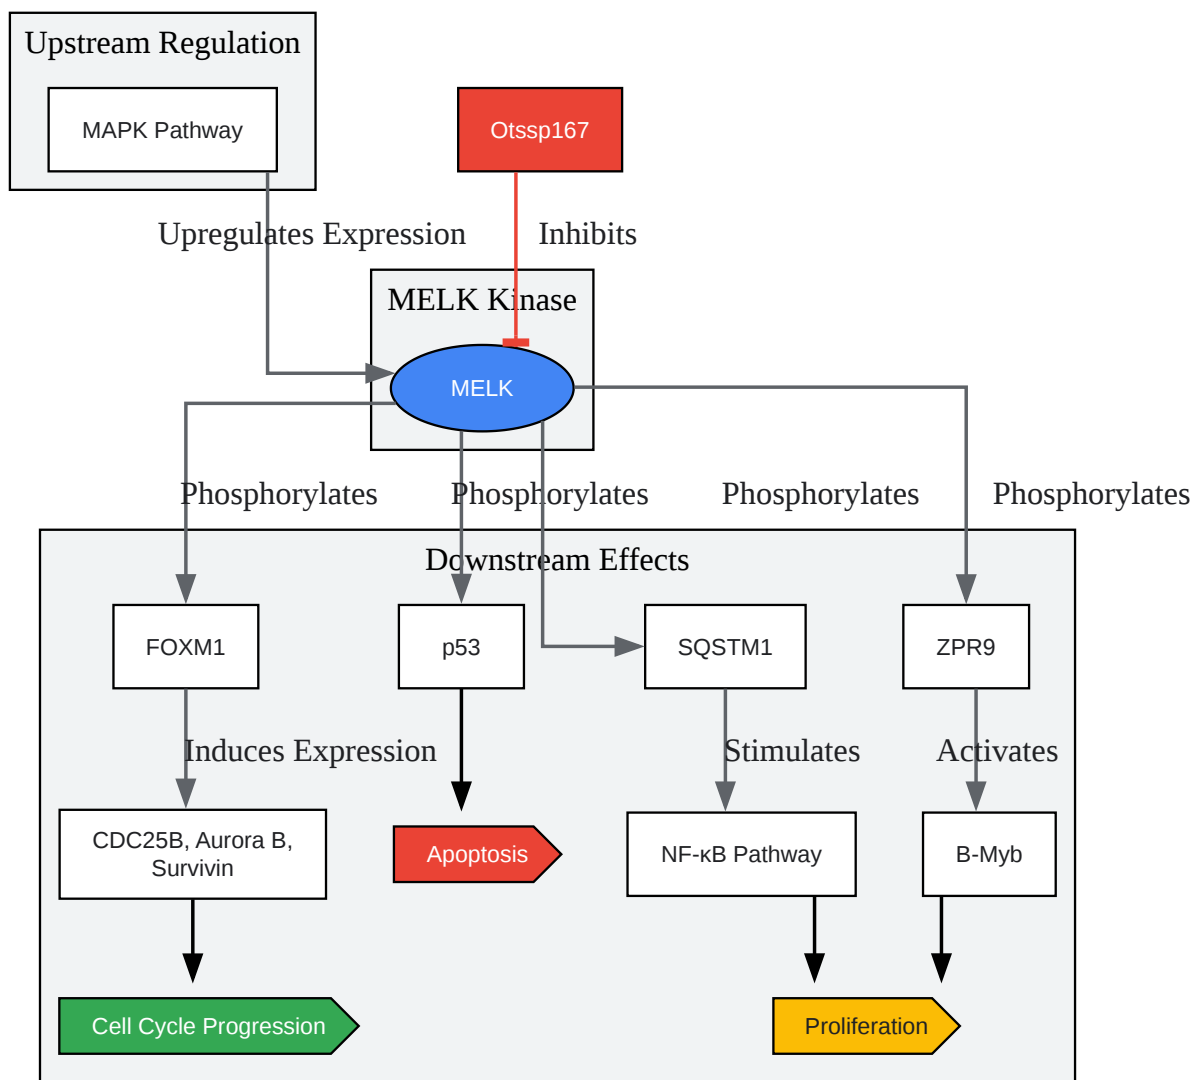 Upstream Regulation
MAPK Pathway
Otssp167
Upregulates Expression
Inhibits
MELK Kinase
MELK
Phosphorylates
Phosphorylates
Phosphorylates
Phosphorylates
Downstream Effects
FOXM1
p53
SQSTM1
ZPR9
Induces Expression
Stimulates
Activates
CDC25B, Aurora B,
Survivin
Apoptosis
NF-κB Pathway
B-Myb
Cell Cycle Progression
Proliferation